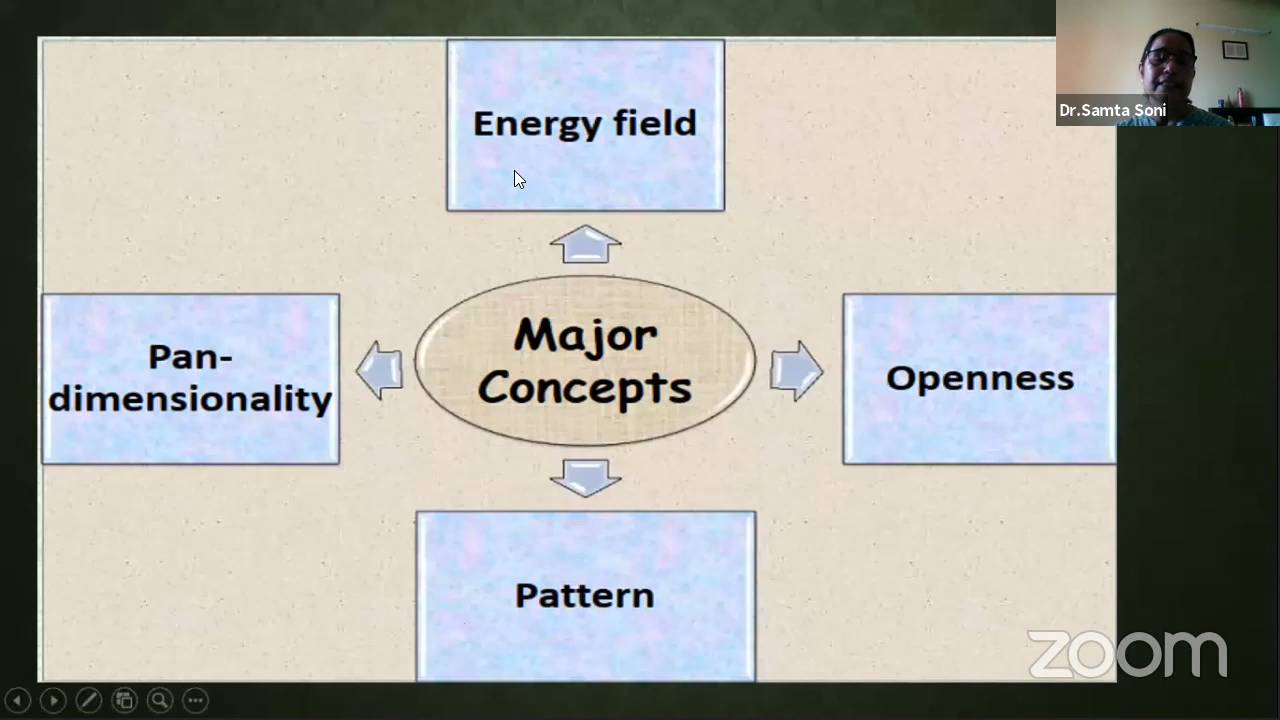 Energy field
Dr.Samta Soni
Major
Concepts
Pan-
dimensionality
Openness
Pattern
zoom